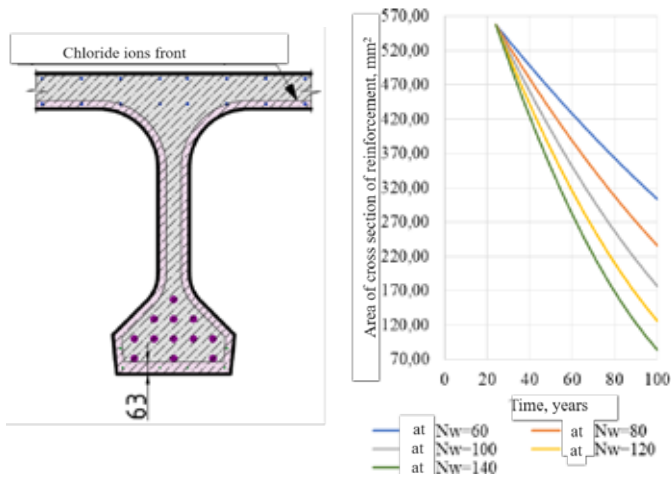 Chloride ions front
63
Area of cross section of reinforcement, mm²
570,00
520,00
470,00
420,00
370,00
320,00
270,00
220,00
170,00
120,00
70,00
0
20
40
60
80
100
Time, years
at Nw=60
at Nw=80
at Nw=100
at Nw=120
at Nw=140